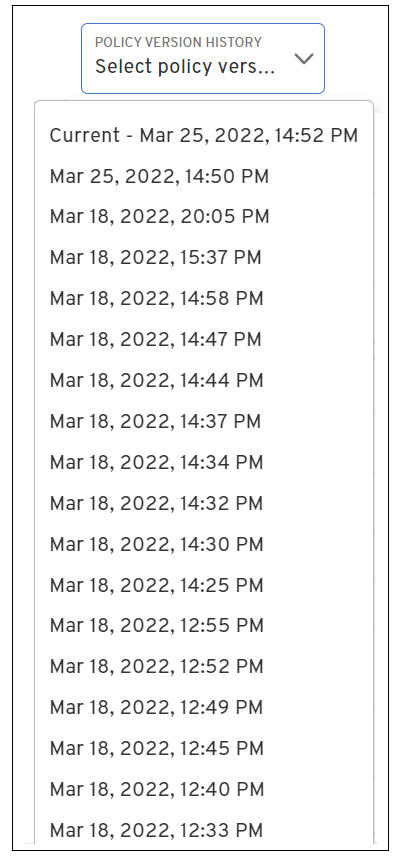 POLICY VERSION HISTORY
Select policy vers...
Current - Mar 25, 2022, 14:52 PM
Mar 25, 2022, 14:50 PM
Mar 18, 2022, 20:05 PM
Mar 18, 2022, 15:37 PM
Mar 18, 2022, 14:58 PM
Mar 18, 2022, 14:47 PM
Mar 18, 2022, 14:44 PM
Mar 18, 2022, 14:37 PM
Mar 18, 2022, 14:34 PM
Mar 18, 2022, 14:32 PM
Mar 18, 2022, 14:30 PM
Mar 18, 2022, 14:25 PM
Mar 18, 2022, 12:55 PM
Mar 18, 2022, 12:52 PM
Mar 18, 2022, 12:49 PM
Mar 18, 2022, 12:45 PM
Mar 18, 2022, 12:40 PM
Mar 18, 2022, 12:33 PM